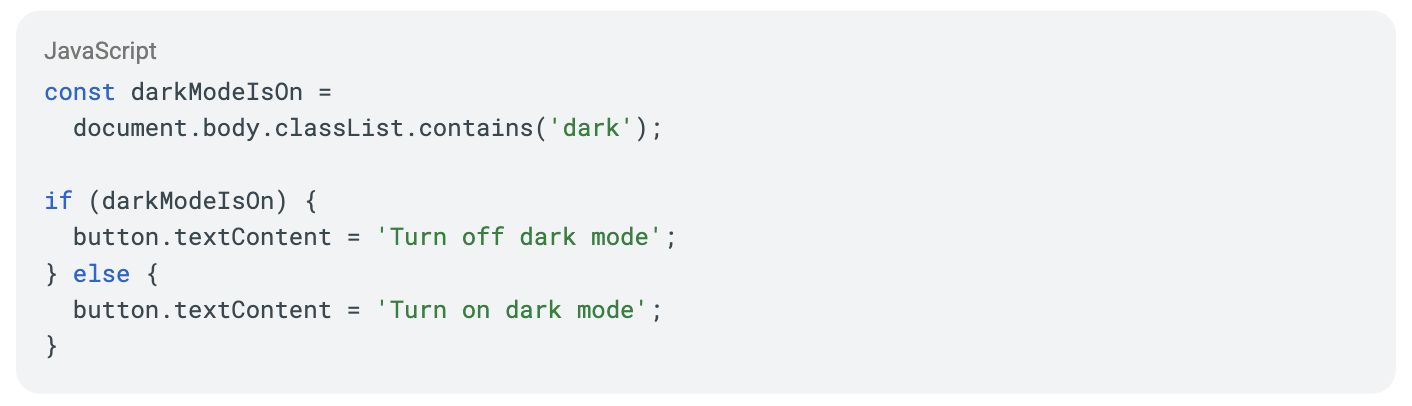 JavaScript
const darkModeIsOn =
  document.body.classList.contains('dark');

if (darkModeIsOn) {
  button.textContent = 'Turn off dark mode';
} else {
  button.textContent = 'Turn on dark mode';
}